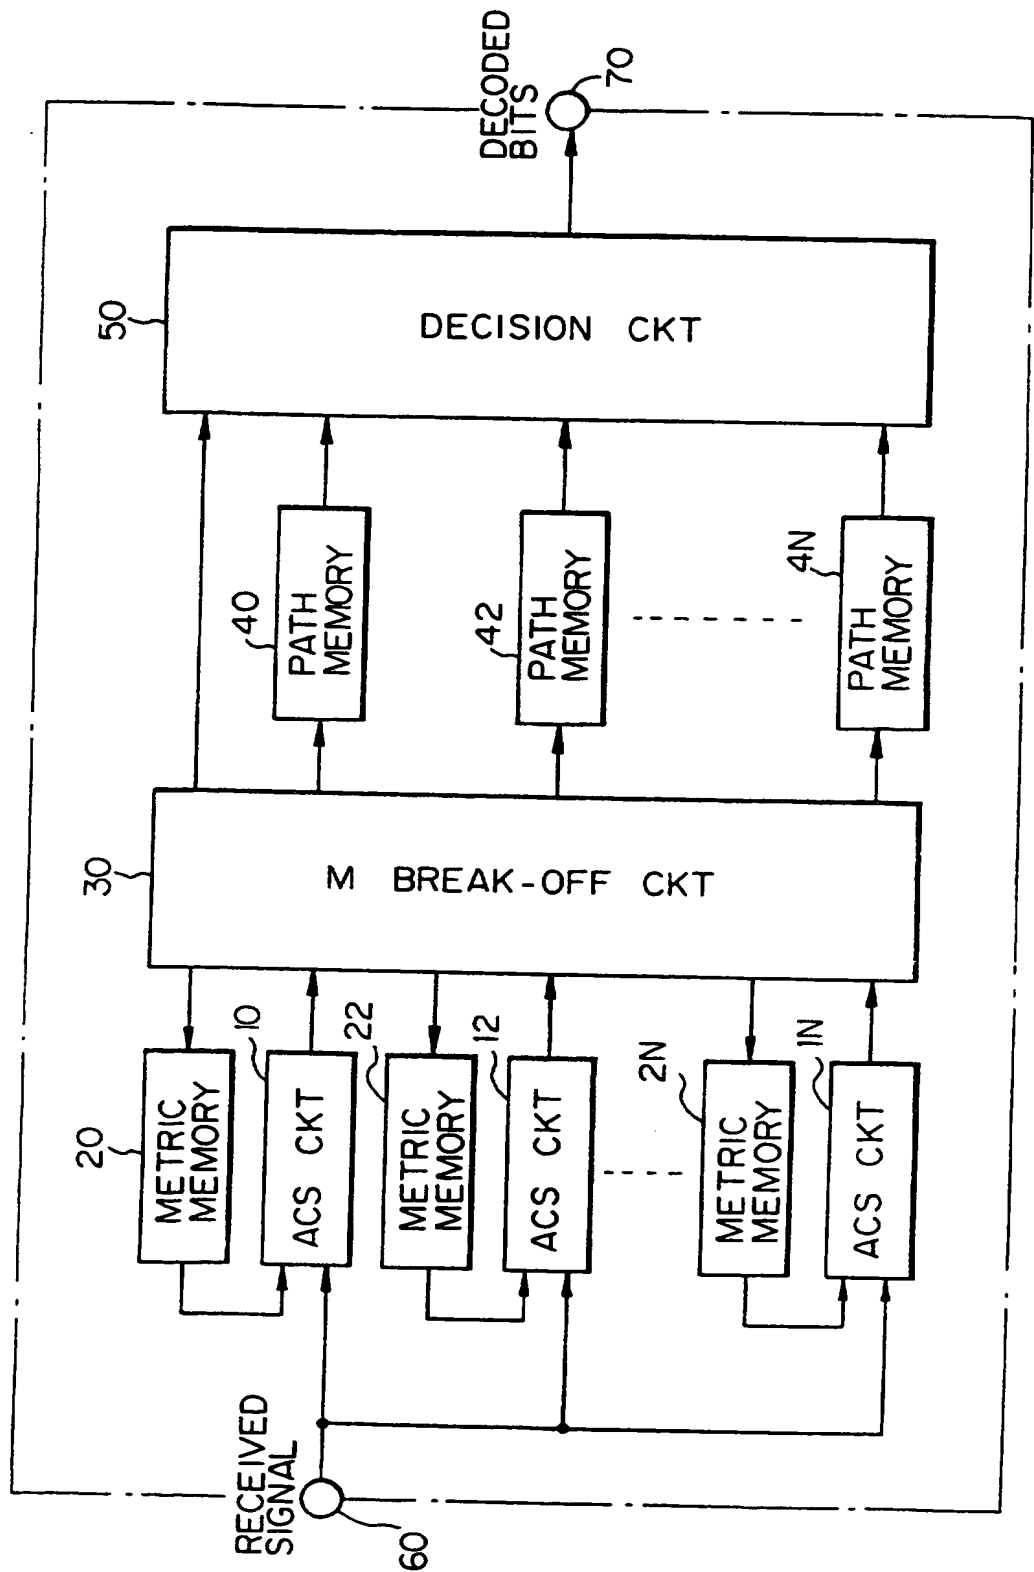 RECEIVED
SIGNAL
60
20
METRIC
MEMORY
10
ACS CKT
22
METRIC
MEMORY
12
ACS CKT
2N
METRIC
MEMORY
1N
ACS CKT
30
M BREAK-OFF CKT
40
PATH
MEMORY
42
PATH
MEMORY
4N
PATH
MEMORY
50
DECISION CKT
DECODED
BITS
70